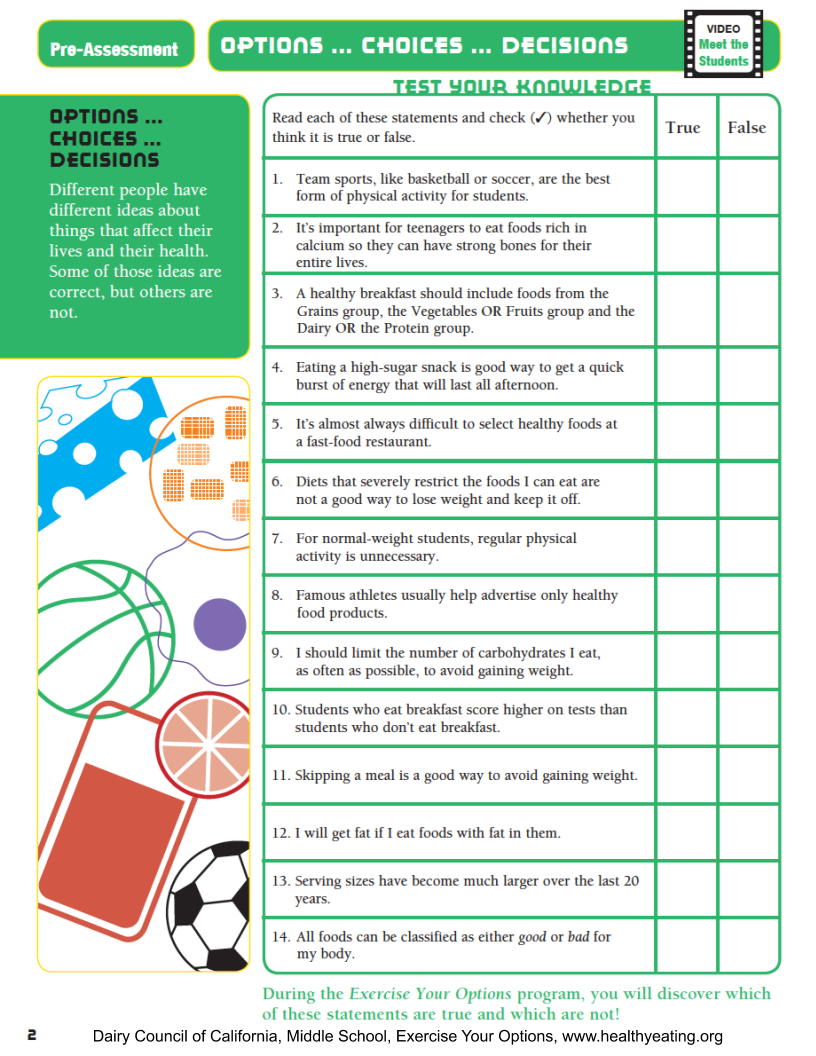 Pre-Assessment
OPTIONS ... CHOICES ... DECISIONS
VIDEO
Meet the
Students
TEST YOUR KNOWLEDGE
OPTIONS ...
CHOICES ...
DECISIONS
Different people have
different ideas about
things that affect their
lives and their health.
Some of those ideas are
correct, but others are
not.
Read each of these statements and check (✓) whether you
think it is true or false.
True
False
1. Team sports, like basketball or soccer, are the best
form of physical activity for students.
2. It's important for teenagers to eat foods rich in
calcium so they can have strong bones for their
entire lives.
3. A healthy breakfast should include foods from the
Grains group, the Vegetables OR Fruits group and the
Dairy OR the Protein group.
4. Eating a high-sugar snack is good way to get a quick
burst of energy that will last all afternoon.
5. It's almost always difficult to select healthy foods at
a fast-food restaurant.
6. Diets that severely restrict the foods I can eat are
not a good way to lose weight and keep it off.
7. For normal-weight students, regular physical
activity is unnecessary.
8. Famous athletes usually help advertise only healthy
food products.
9. I should limit the number of carbohydrates I eat,
as often as possible, to avoid gaining weight.
10. Students who eat breakfast score higher on tests than
students who don't eat breakfast.
11. Skipping a meal is a good way to avoid gaining weight.
12. I will get fat if I eat foods with fat in them.
13. Serving sizes have become much larger over the last 20
years.
14. All foods can be classified as either good or bad for
my body.
During the Exercise Your Options program, you will discover which
of these statements are true and which are not!
2
Dairy Council of California, Middle School, Exercise Your Options, www.healthyeating.org